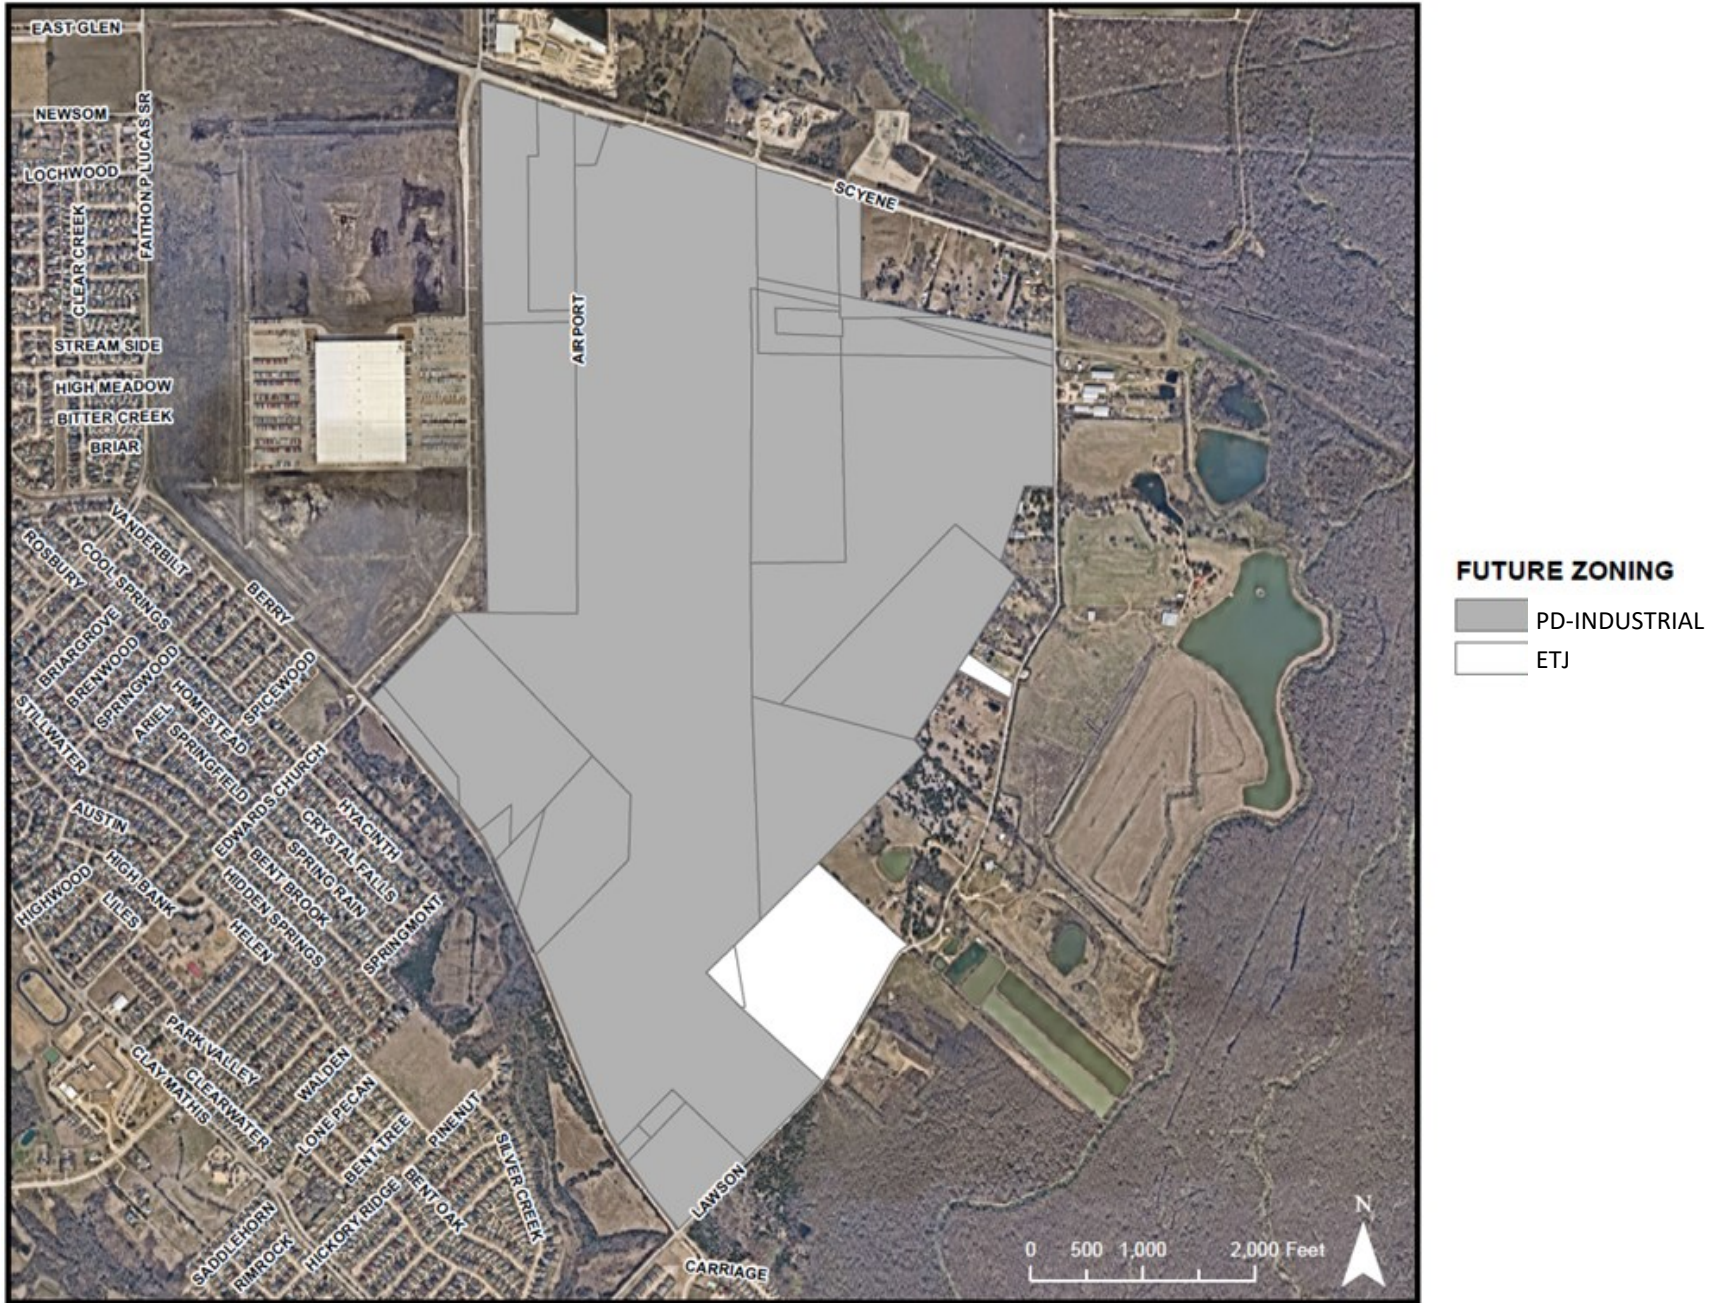 EAST GLEN
NEWSOM
FAITHON P LUCAS SR
LOCHWOOD
CLEAR CREEK
SCYENE
AIRPORT
STREAM SIDE
HIGH MEADOW
BITTER CREEK
BRIAR
VANDERBILT
ROSBURY
COOL SPRINGS
BERRY
FUTURE ZONING
PD-INDUSTRIAL
ETJ
BRIARGROVE
BRENWOOD
SPRINGWOOD
HOMESTEAD
SPICEWOOD
STILLWATER
ARIEL
SPRINGFIELD
EDWARDS CHURCH
HYACINTH
AUSTIN
CRYSTAL FALLS
SPRING RAIN
BENT BROOK
HIGH BANK
HIGHWOOD
LILES
HIDDEN SPRINGS
HELEN
SPRINGMONT
PARK VALLEY
CLAY MATHIS
CLEARWATER
WALDEN
LONE PECAN
BENT TREE
PINENUT
SILVER CREEK
BENT OAK
HICKORY RIDGE
SADDLEHORN
RIMROCK
LAWSON
CARRIAGE
N
0 500 1,000 2,000 Feet